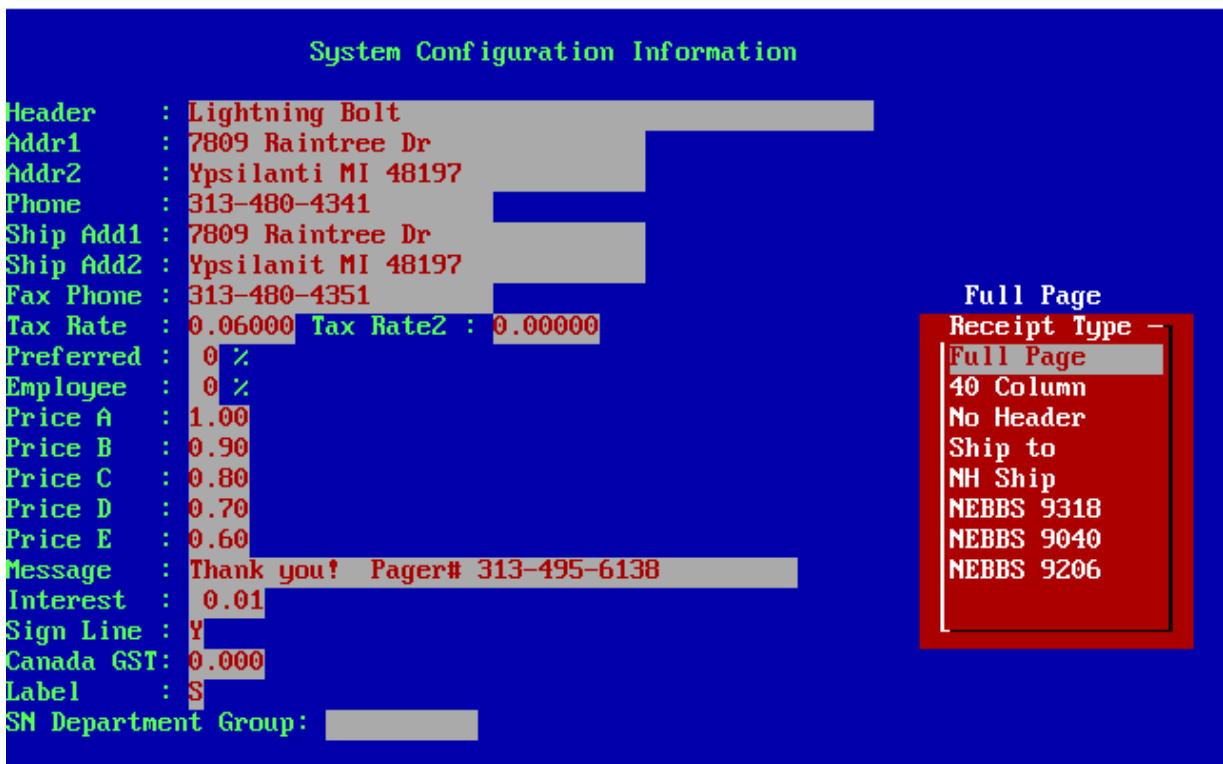 System Configuration Information
Header : Lightning Bolt
Addr1 : 7809 Raintree Dr
Addr2 : Ypsilanti MI 48197
Phone : 313-480-4341
Ship Add1 : 7809 Raintree Dr
Ship Add2 : Ypsilanit MI 48197
Fax Phone : 313-480-4351
Tax Rate : 0.06000 Tax Rate2 : 0.00000
Preferred : 0 %
Employee : 0 %
Price A : 1.00
Price B : 0.90
Price C : 0.80
Price D : 0.70
Price E : 0.60
Message : Thank you! Pager# 313-495-6138
Interest : 0.01
Sign Line : Y
Canada GST: 0.000
Label : S
SN Department Group:
Full Page
Receipt Type
Full Page
40 Column
No Header
Ship to
NH Ship
NEBBS 9318
NEBBS 9040
NEBBS 9206